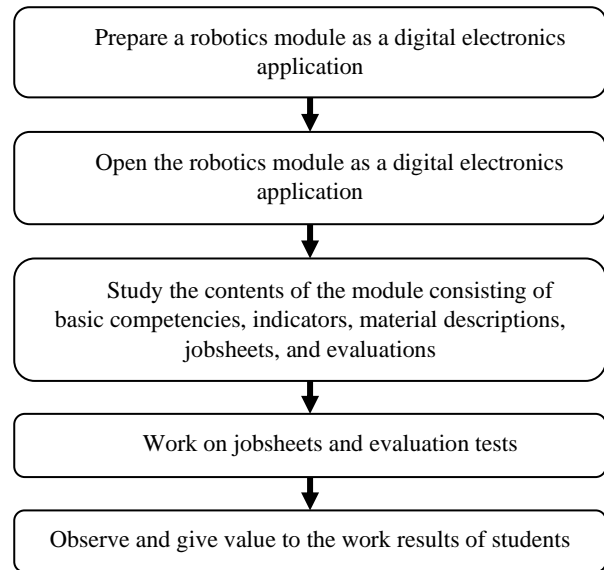 Prepare a robotics module as a digital electronics
application
Open the robotics module as a digital electronics
application
Study the contents of the module consisting of
basic competencies, indicators, material descriptions,
jobsheets, and evaluations
Work on jobsheets and evaluation tests
Observe and give value to the work results of students